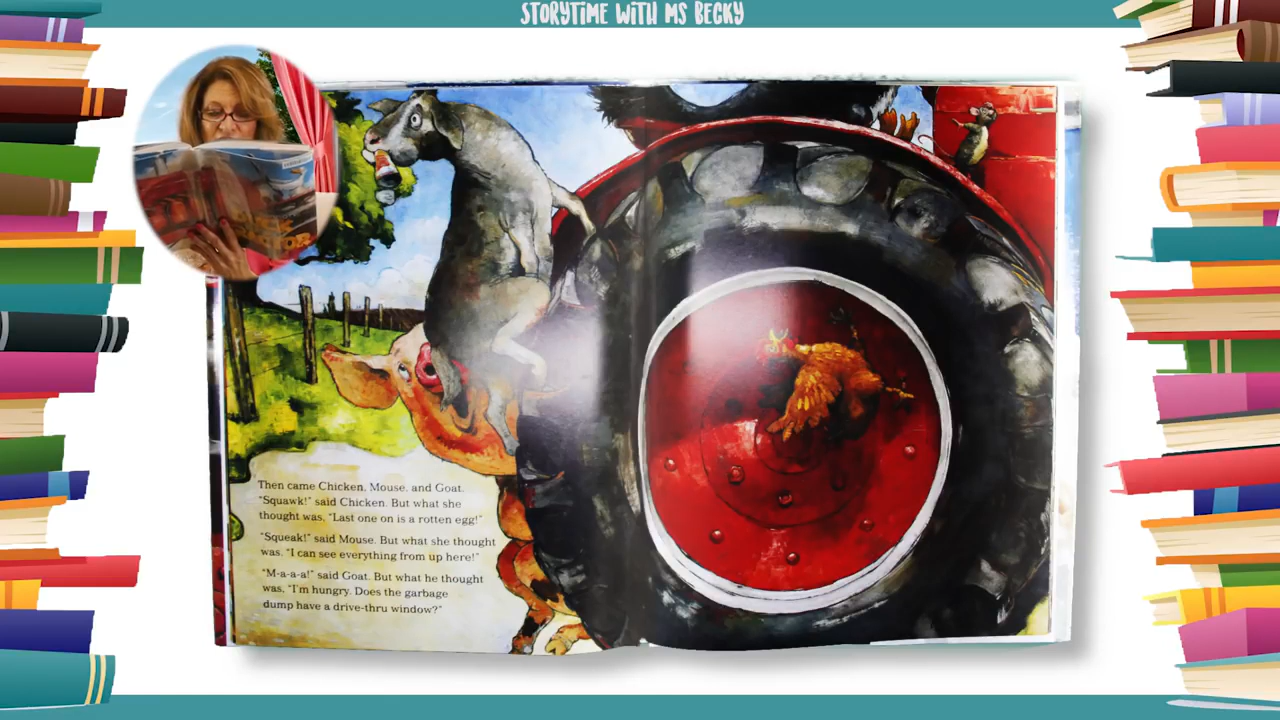 STORYTIME WITH MS BECKY
Then came Chicken, Mouse, and Goat.
"Squawk!" said Chicken. But what she
thought was, "Last one on is a rotten egg!"
"Squeak!" said Mouse. But what she thought
was, "I can see everything from up here!"
"M-a-a-a!" said Goat. But what he thought
was, "I'm hungry. Does the garbage
dump have a drive-thru window?"